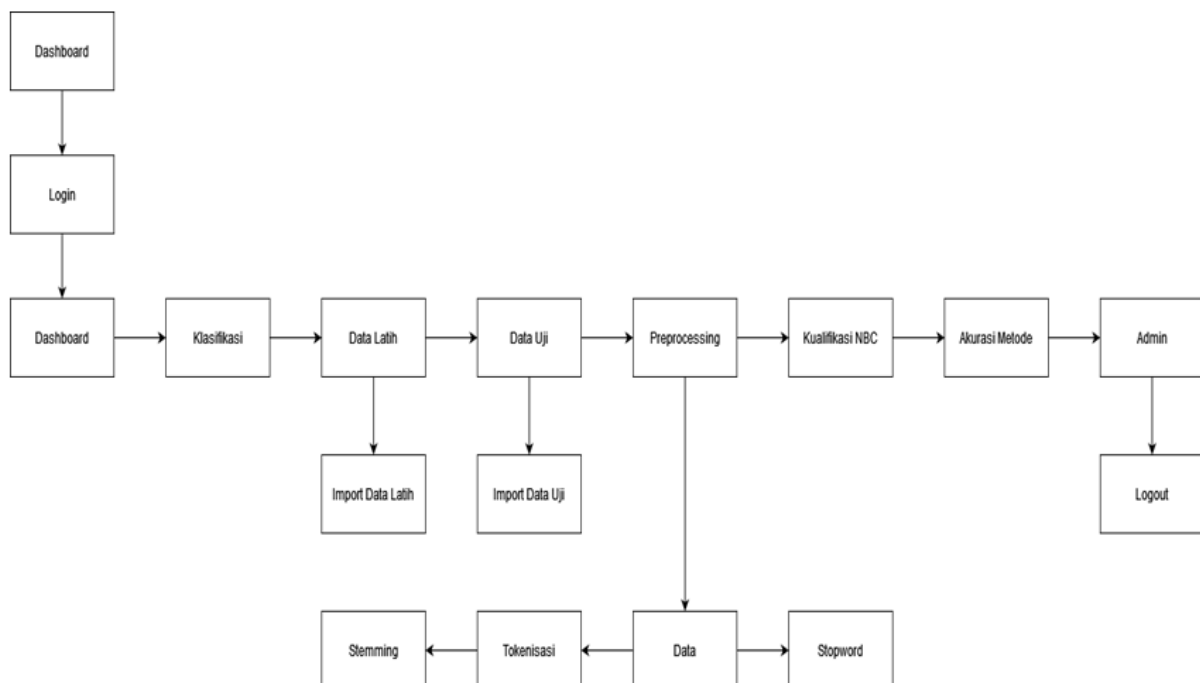 Dashboard
Login
Dashboard
Klasifikasi
Data Latih
Data Uji
Preprocessing
Kualifikasi NBC
Akurasi Metode
Admin
Import Data Latih
Import Data Uji
Logout
Stemming
Tokenisasi
Data
Stopword